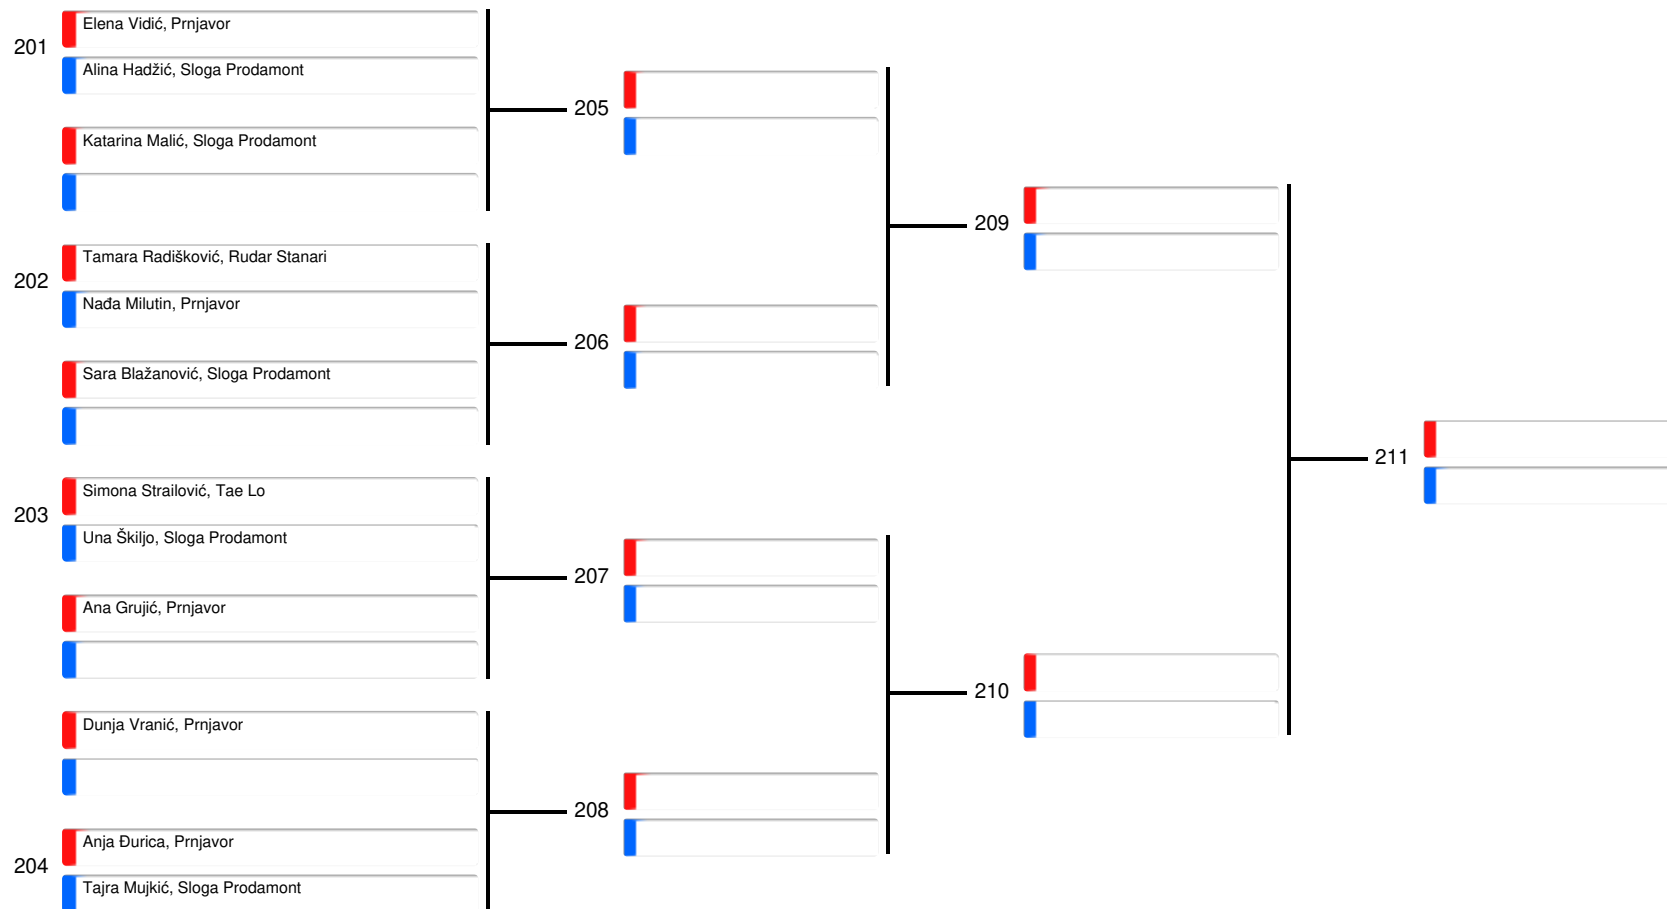 201
Elena Vidić, Prnjavor
Alina Hadžić, Sloga Prodamont
Katarina Malić, Sloga Prodamont
202
Tamara Radišković, Rudar Stanari
Nađa Milutin, Prnjavor
Sara Blažanović, Sloga Prodamont
203
Simona Strailović, Tae Lo
Una Škiljo, Sloga Prodamont
Ana Grujić, Prnjavor
Dunja Vranić, Prnjavor
204
Anja Đurica, Prnjavor
Tajra Mujkić, Sloga Prodamont
205
206
207
208
209
210
211